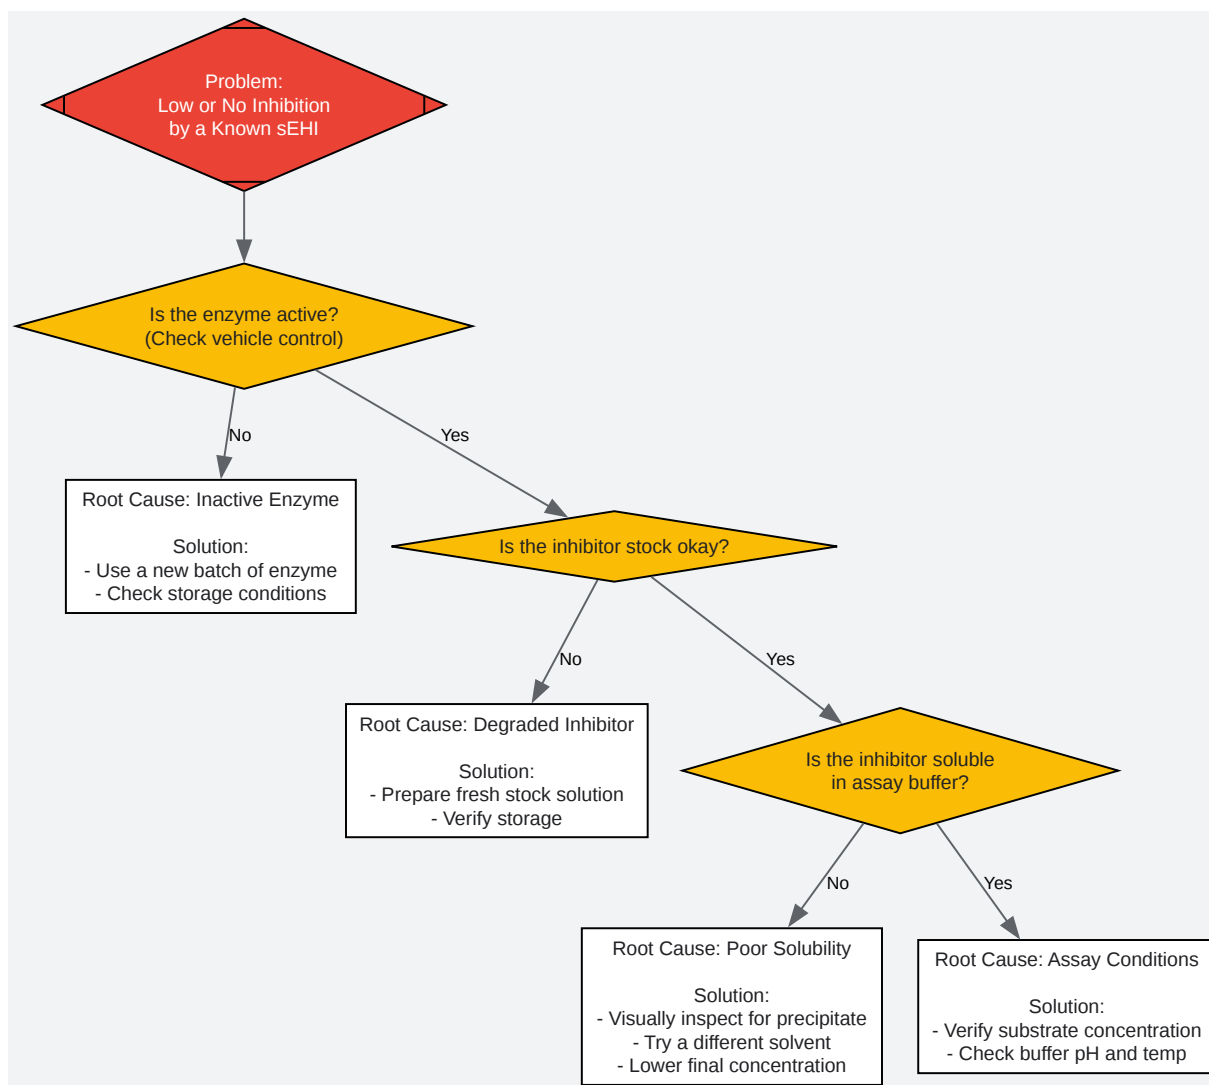 Problem:
Low or No Inhibition
by a Known sEHI
Is the enzyme active?
(Check vehicle control)
No
Yes
Root Cause: Inactive Enzyme
Solution:
- Use a new batch of enzyme
- Check storage conditions
Is the inhibitor stock okay?
No
Yes
Root Cause: Degraded Inhibitor
Solution:
- Prepare fresh stock solution
- Verify storage
Is the inhibitor soluble
in assay buffer?
No
Yes
Root Cause: Poor Solubility
Solution:
- Visually inspect for precipitate
- Try a different solvent
- Lower final concentration
Root Cause: Assay Conditions
Solution:
- Verify substrate concentration
- Check buffer pH and temp